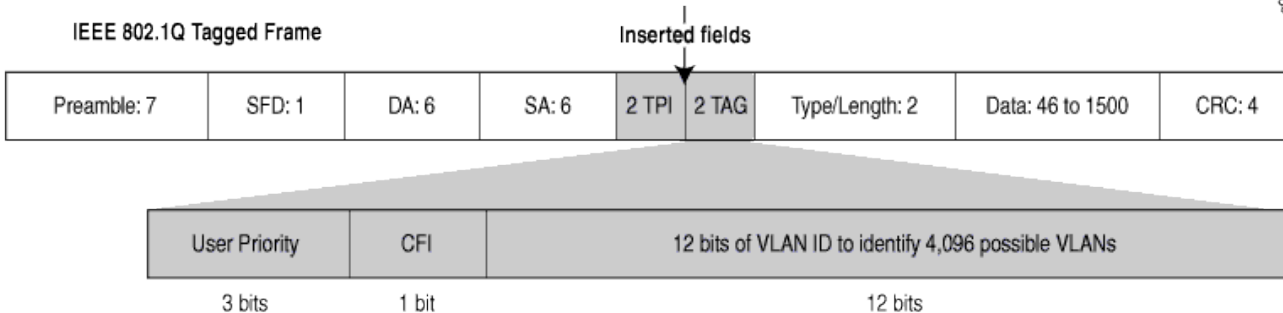 IEEE 802.1Q Tagged Frame
Inserted fields
Preamble: 7 SFD: 1 DA: 6 SA: 6 2 TPI 2 TAG Type/Length: 2 Data: 46 to 1500 CRC: 4
User Priority CFI 12 bits of VLAN ID to identify 4,096 possible VLANs
3 bits 1 bit 12 bits